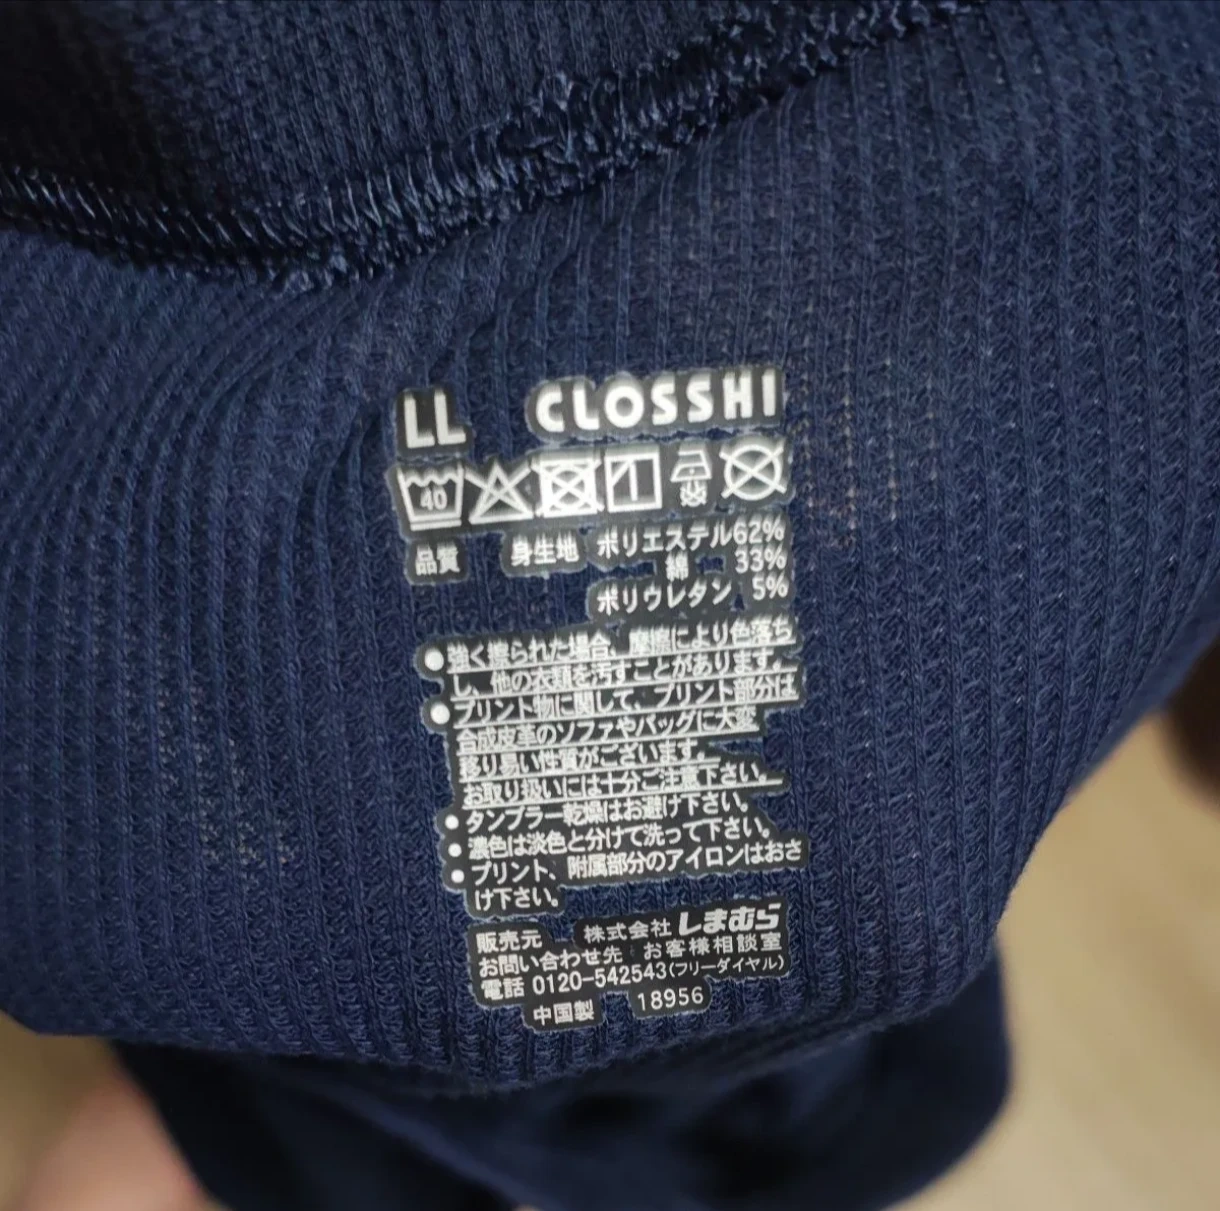 LL CLOSSHI
40
品質 身生地 ポリエステル62%
綿 33%
ポリウレタン 5%
●強く擦られた場合、摩擦により色落ち
し、他の衣類を汚すことがあります。
●プリント物に関して、プリント部分は
合成皮革のソファやバッグに大変
移り易い性質がございます。
お取り扱いには十分ご注意下さい。
●タンブラー乾燥はお避け下さい。
●濃色は淡色と分けて洗って下さい。
●プリント、附属部分のアイロンはおさ
け下さい。
販売元 株式会社 しまむら
お問い合わせ先 お客様相談室
電話 0120-542543(フリーダイヤル)
中国製 18956